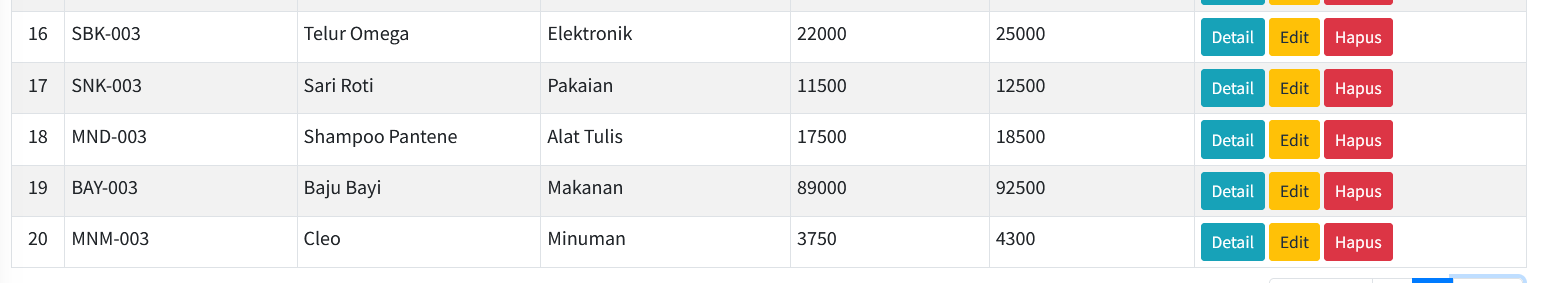 16 SBK-003 Telur Omega Elektronik 22000 25000 Detail Edit Hapus
17 SNK-003 Sari Roti Pakaian 11500 12500 Detail Edit Hapus
18 MND-003 Shampoo Pantene Alat Tulis 17500 18500 Detail Edit Hapus
19 BAY-003 Baju Bayi Makanan 89000 92500 Detail Edit Hapus
20 MNM-003 Cleo Minuman 3750 4300 Detail Edit Hapus